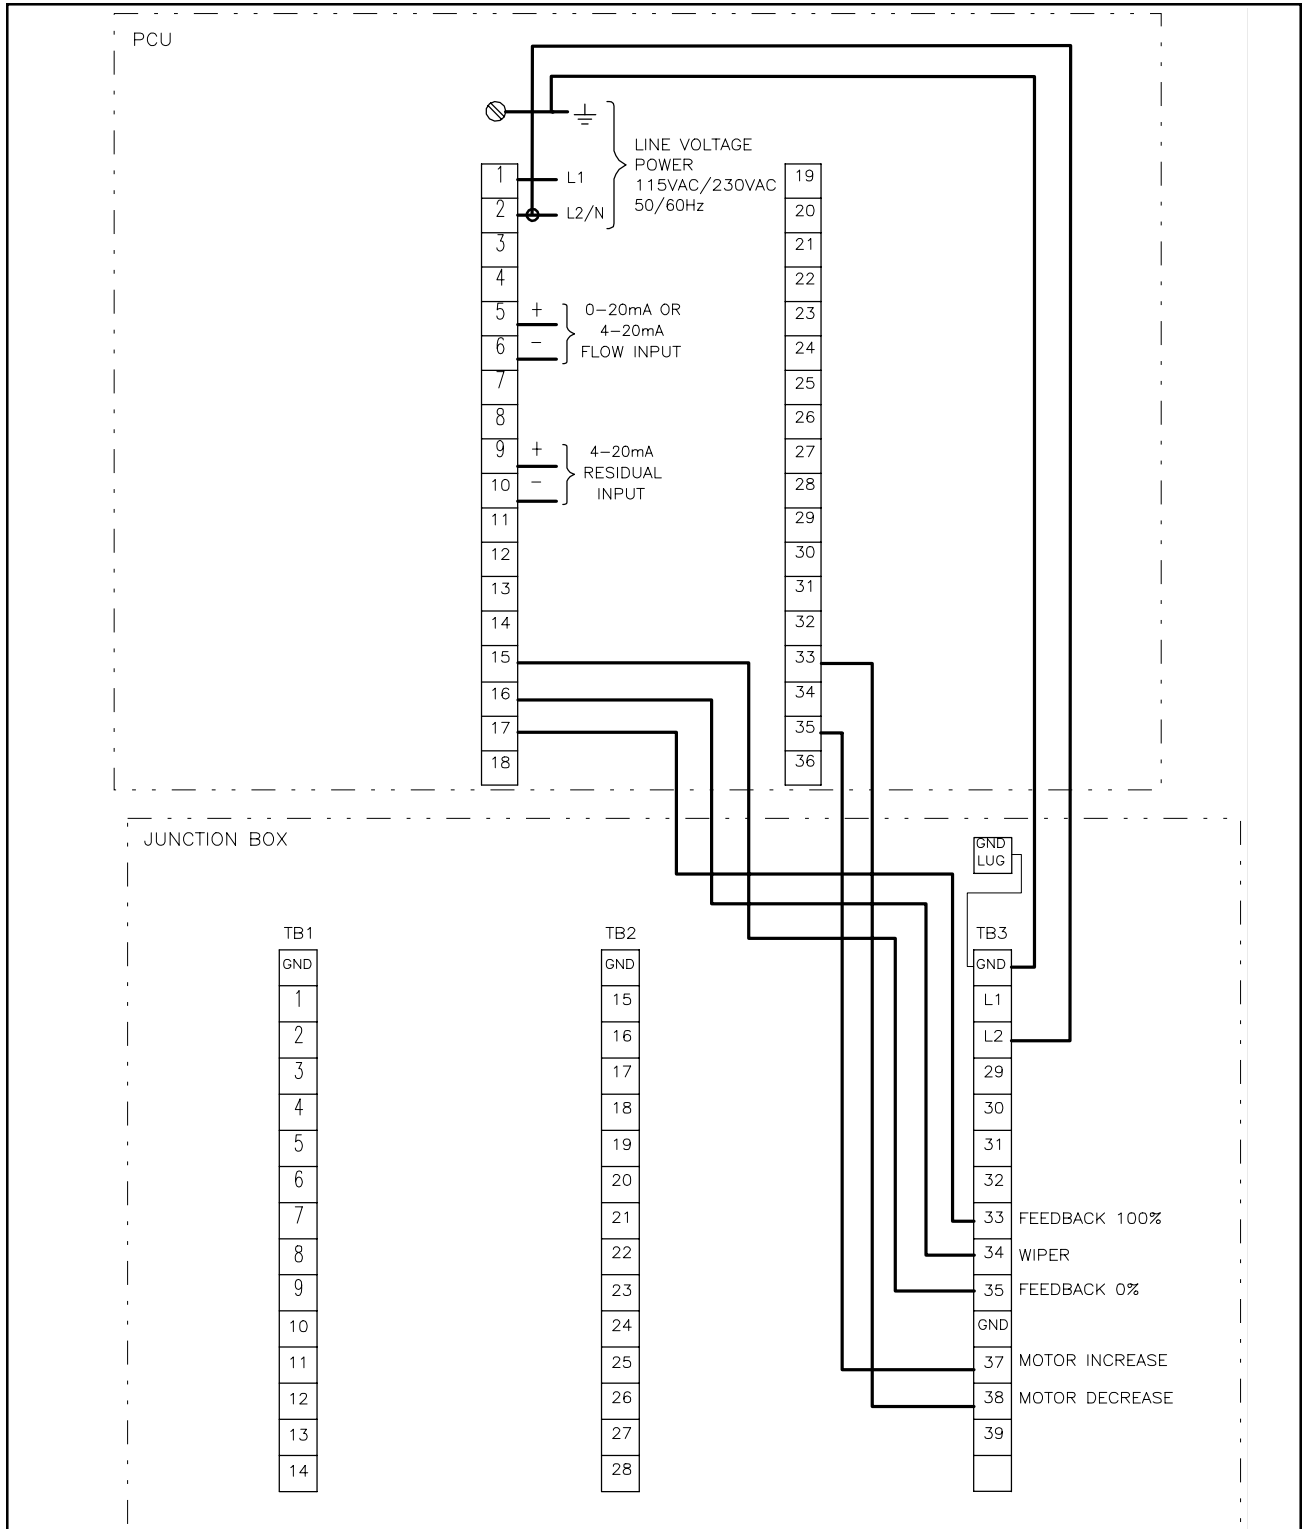 PCU
LINE VOLTAGE
POWER
115VAC/230VAC
50/60Hz
1
L1
2
L2/N
3
4
5
+
0-20mA OR
4-20mA
FLOW INPUT
6
-
7
8
9
+
4-20mA
RESIDUAL
INPUT
10
-
11
12
13
14
15
16
17
18
19
20
21
22
23
24
25
26
27
28
29
30
31
32
33
34
35
36
JUNCTION BOX
GND
LUG
TB1
GND
1
2
3
4
5
6
7
8
9
10
11
12
13
14
TB2
GND
15
16
17
18
19
20
21
22
23
24
25
26
27
28
TB3
GND
L1
L2
29
30
31
32
33 FEEDBACK 100%
34 WIPER
35 FEEDBACK 0%
GND
37 MOTOR INCREASE
38 MOTOR DECREASE
39